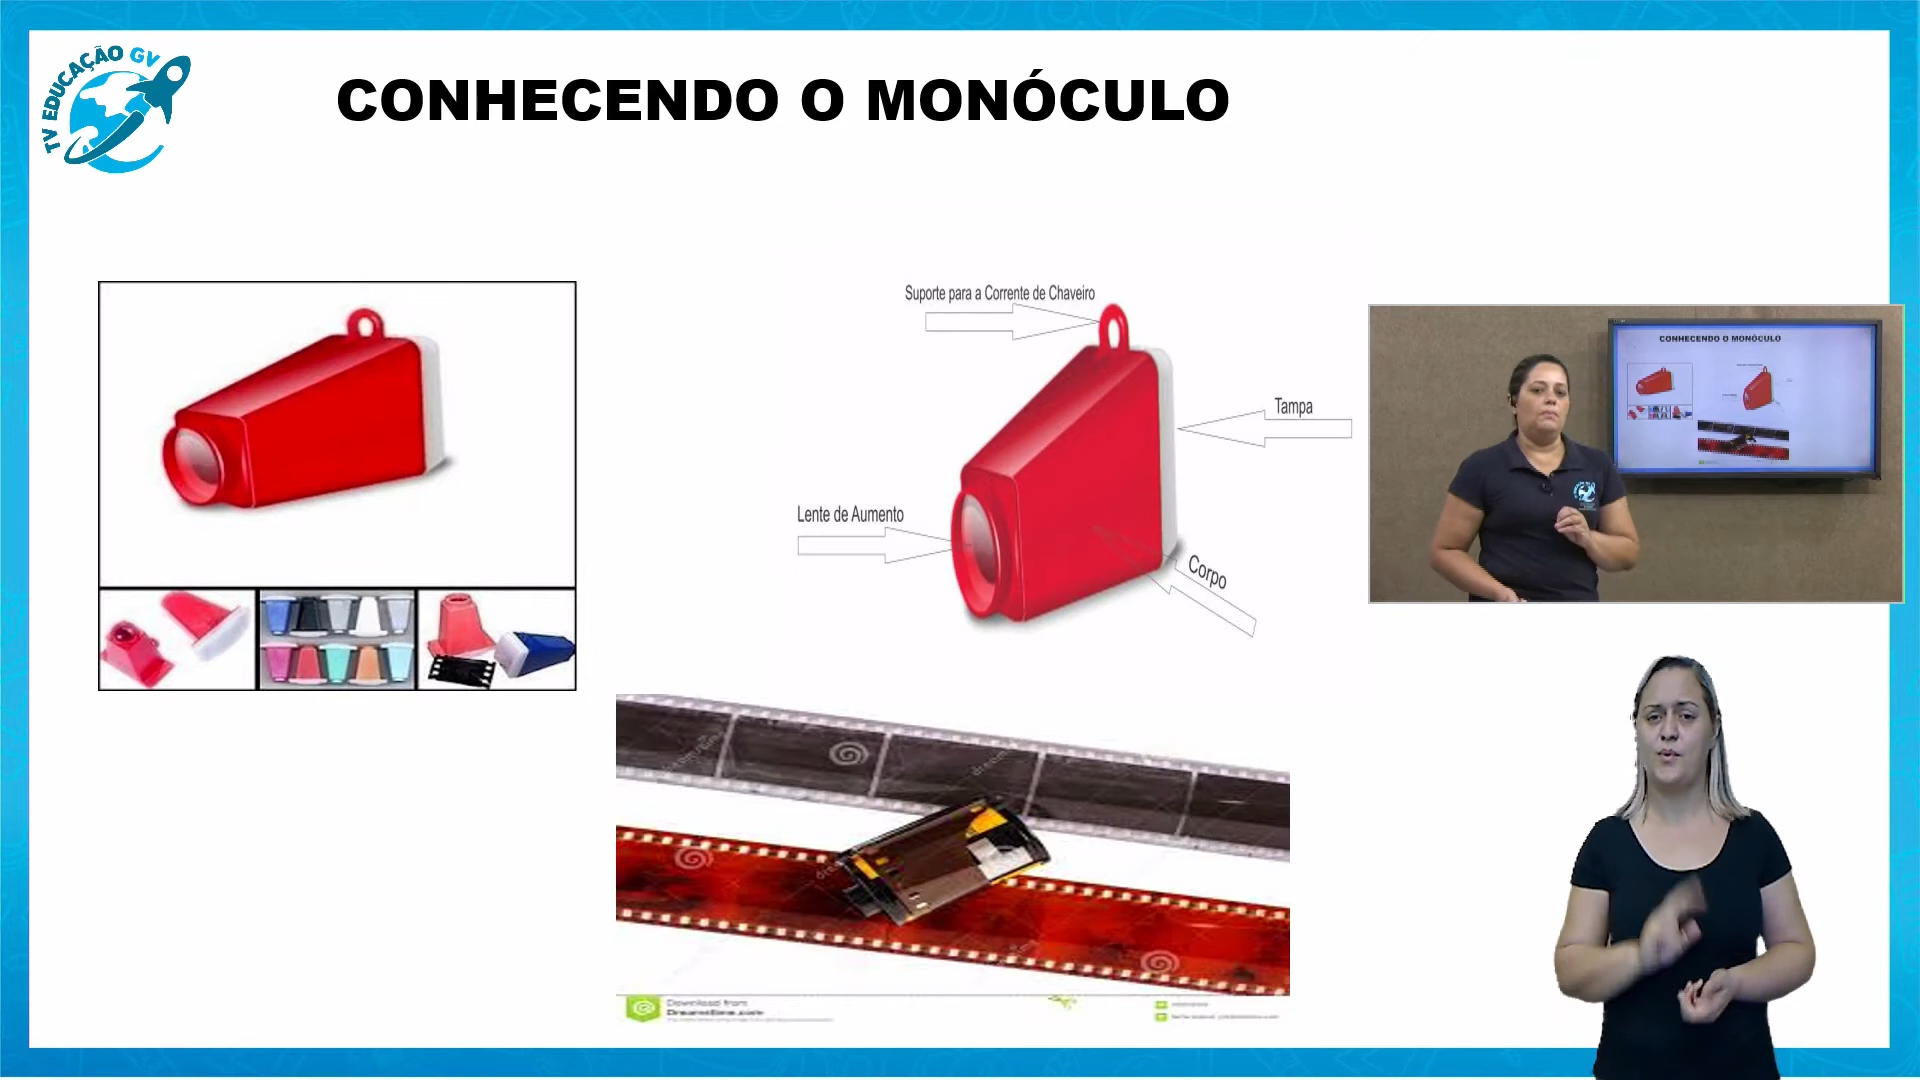 TV EDUCAÇÃO GV
CONHECENDO O MONÓCULO
Suporte para a Corrente de Chaveiro
Tampa
Lente de Aumento
Corpo
CONHECENDO O MONÓCULO
Download from
Dreamstime.com